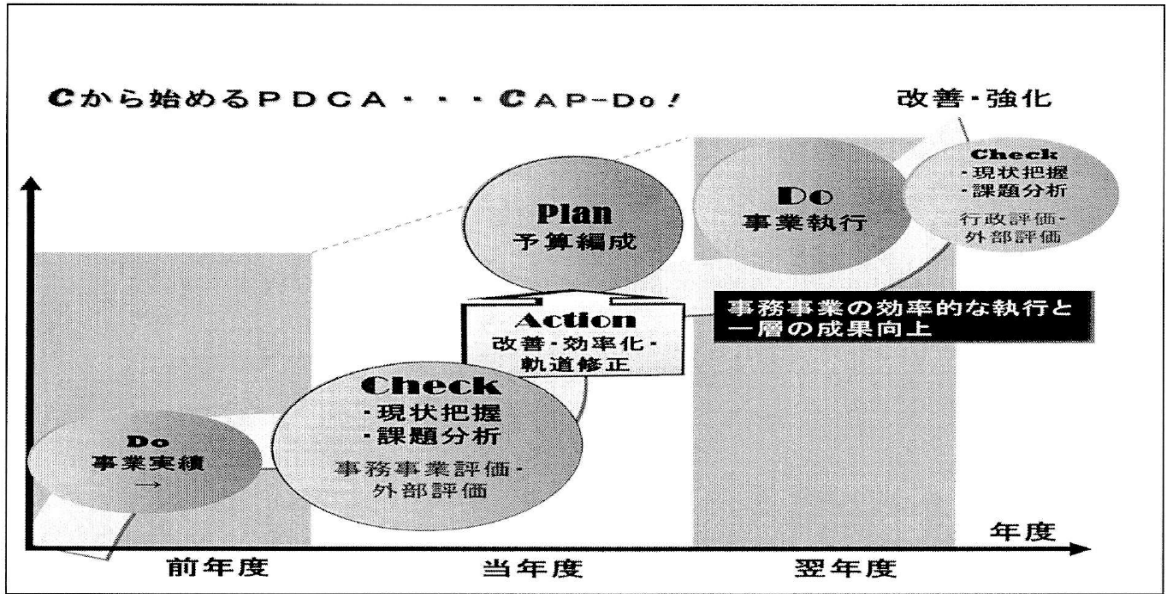 Cから始めるPDCA・・・CAP-Do!
改善・強化
Check
・現状把握
・課題分析
行政評価・
外部評価
Do
事業執行
Plan
予算編成
Action
改善・効率化・
軌道修正
事務事業の効率的な執行と
一層の成果向上
Check
・現状把握
・課題分析
事務事業評価・
外部評価
Do
事業実績
→
年度
前年度
当年度
翌年度